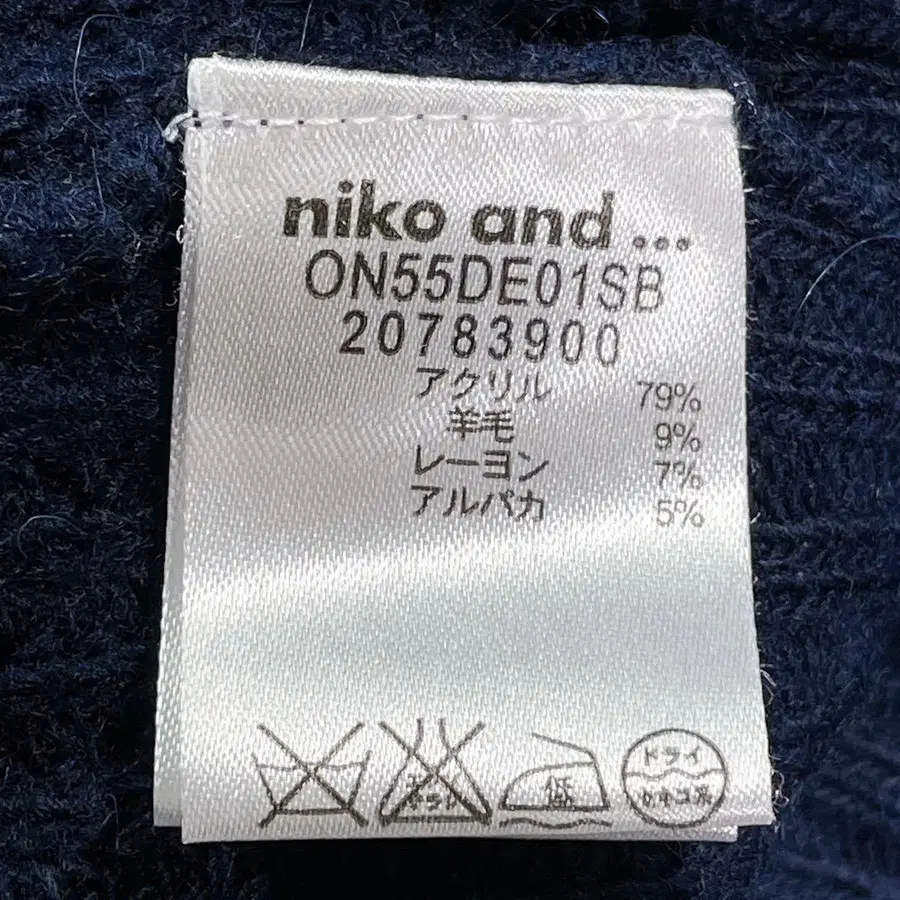 niko and ...
ON55DE01SB
20783900
アクリル 79%
羊毛 9%
レーヨン 7%
アルパカ 5%
低
ドライ